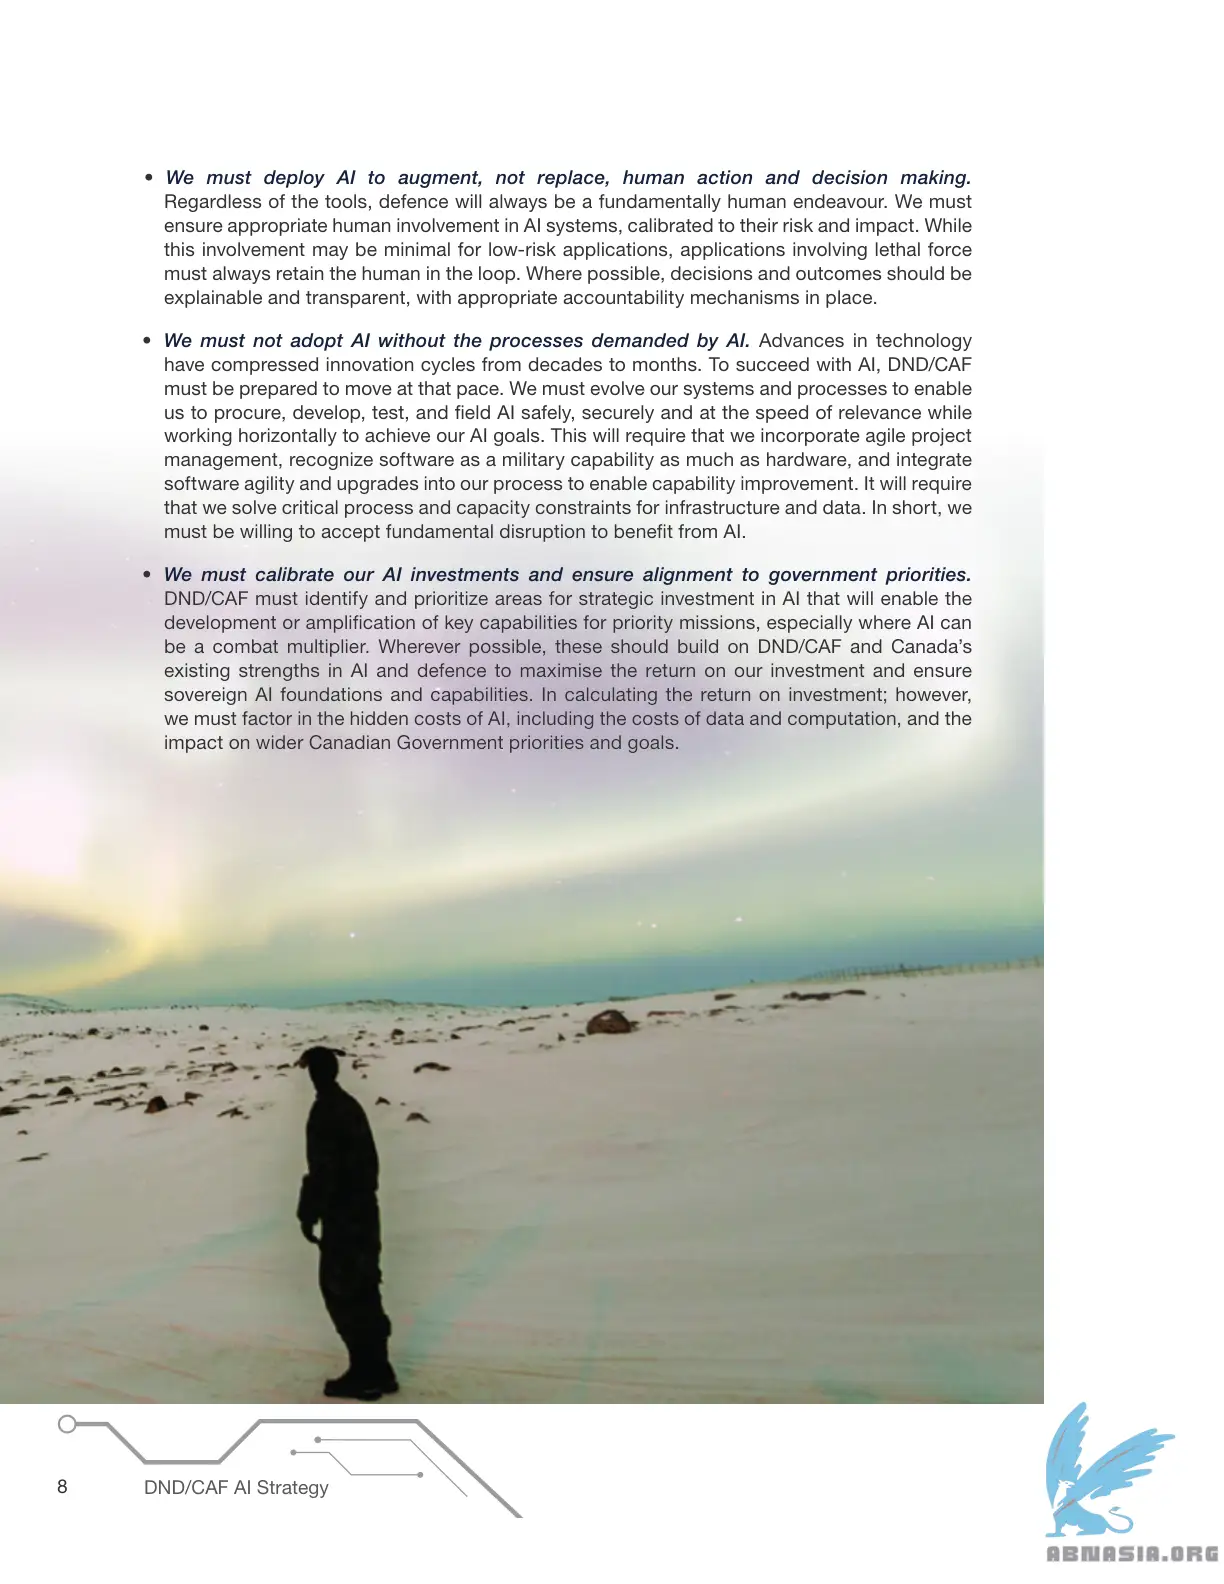 • We must deploy AI to augment, not replace, human action and decision making.
Regardless of the tools, defence will always be a fundamentally human endeavour. We must
ensure appropriate human involvement in AI systems, calibrated to their risk and impact. While
this involvement may be minimal for low-risk applications, applications involving lethal force
must always retain the human in the loop. Where possible, decisions and outcomes should be
explainable and transparent, with appropriate accountability mechanisms in place.
• We must not adopt AI without the processes demanded by AI. Advances in technology
have compressed innovation cycles from decades to months. To succeed with AI, DND/CAF
must be prepared to move at that pace. We must evolve our systems and processes to enable
us to procure, develop, test, and field AI safely, securely and at the speed of relevance while
working horizontally to achieve our AI goals. This will require that we incorporate agile project
management, recognize software as a military capability as much as hardware, and integrate
software agility and upgrades into our process to enable capability improvement. It will require
that we solve critical process and capacity constraints for infrastructure and data. In short, we
must be willing to accept fundamental disruption to benefit from AI.
• We must calibrate our AI investments and ensure alignment to government priorities.
DND/CAF must identify and prioritize areas for strategic investment in AI that will enable the
development or amplification of key capabilities for priority missions, especially where AI can
be a combat multiplier. Wherever possible, these should build on DND/CAF and Canada’s
existing strengths in AI and defence to maximise the return on our investment and ensure
sovereign AI foundations and capabilities. In calculating the return on investment; however,
we must factor in the hidden costs of AI, including the costs of data and computation, and the
impact on wider Canadian Government priorities and goals.
8 DND/CAF AI Strategy
ABNASIA.ORG